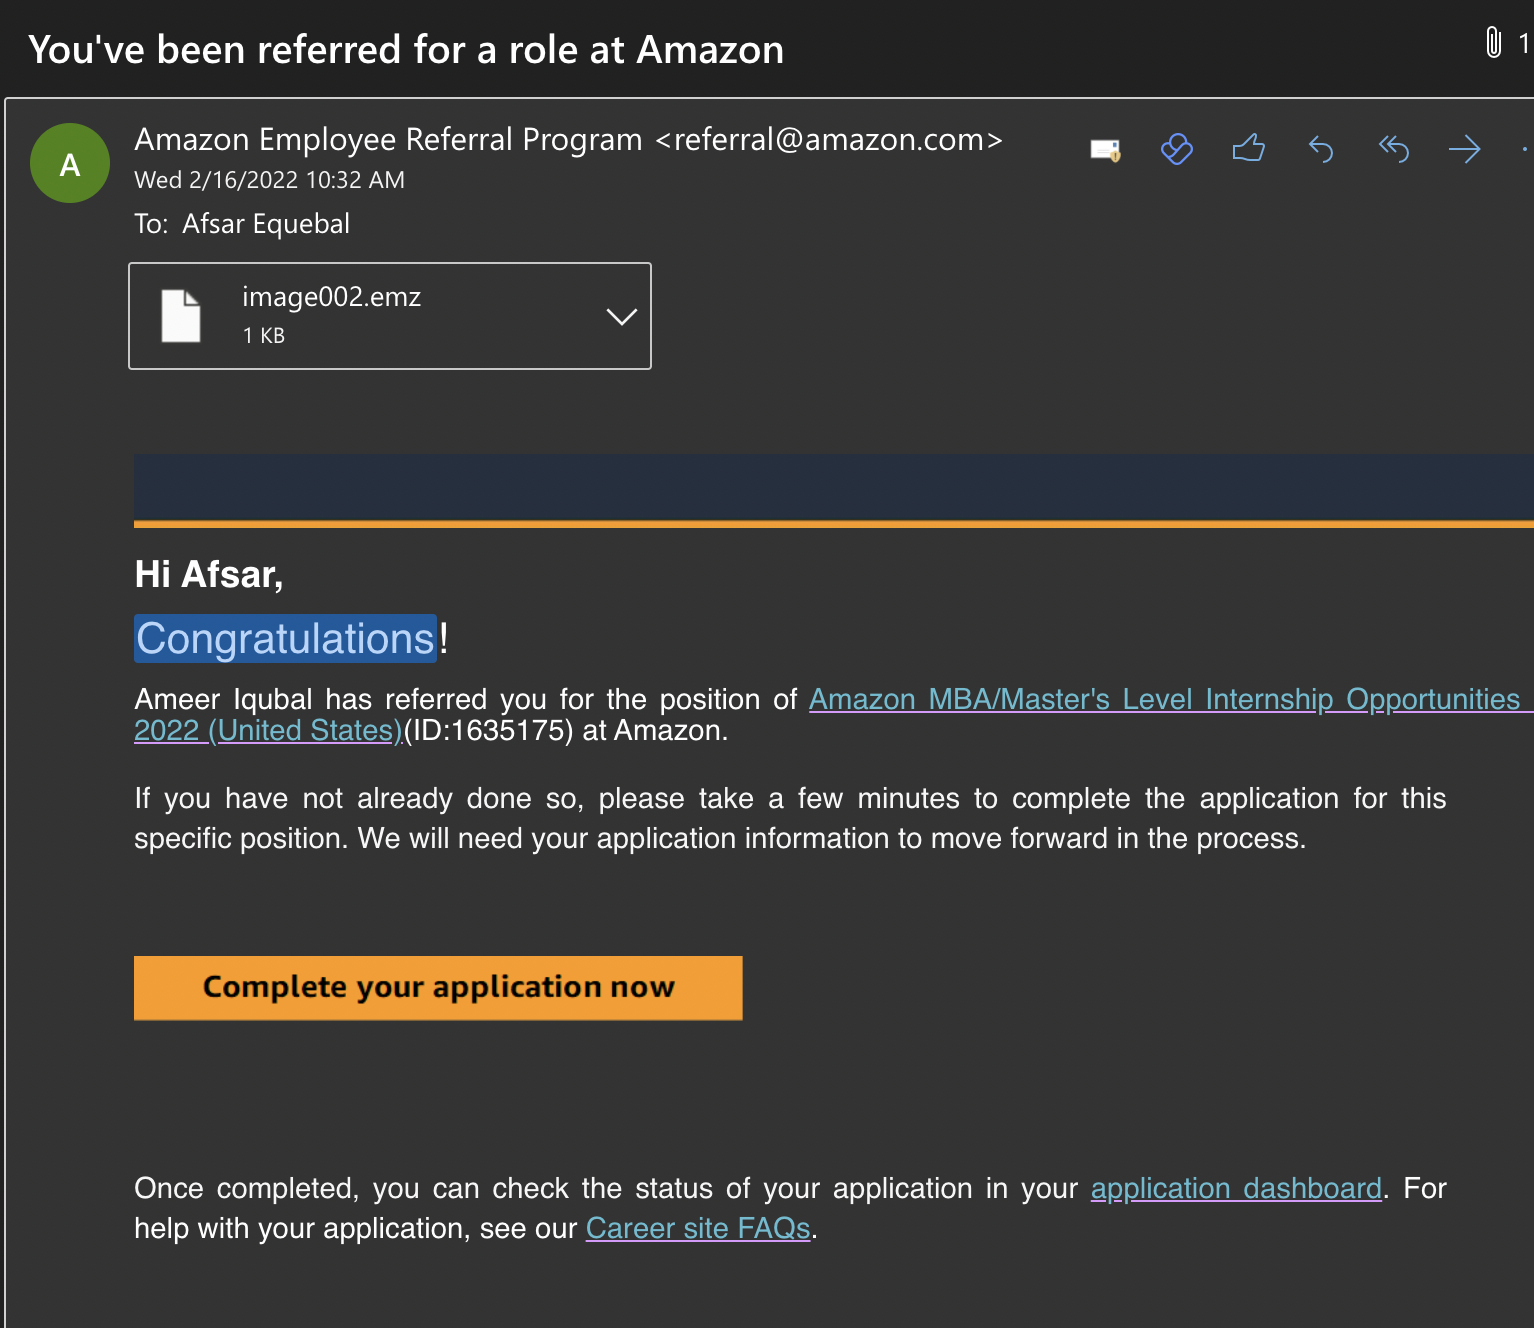 You've been referred for a role at Amazon
1
A
Amazon Employee Referral Program <referral@amazon.com>
Wed 2/16/2022 10:32 AM
To: Afsar Equebal
image002.emz
1 KB
Hi Afsar,
Congratulations!
Ameer Iqubal has referred you for the position of Amazon MBA/Master's Level Internship Opportunities
2022 (United States)(ID:1635175) at Amazon.
If you have not already done so, please take a few minutes to complete the application for this
specific position. We will need your application information to move forward in the process.
Complete your application now
Once completed, you can check the status of your application in your application dashboard. For
help with your application, see our Career site FAQs.